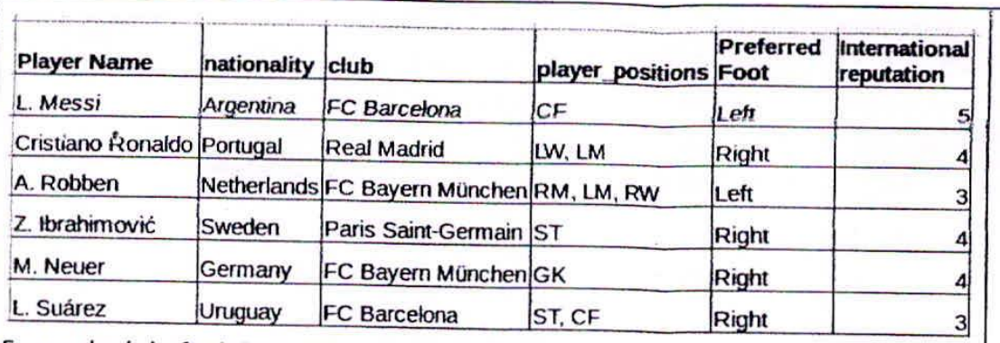 Player Name nationality club player_positions Preferred Foot International reputation
L. Messi Argentina FC Barcelona CF Left 5
Cristiano Ronaldo Portugal Real Madrid LW, LM Right 4
A. Robben Netherlands FC Bayern München RM, LM, RW Left 3
Z. Ibrahimović Sweden Paris Saint-Germain ST Right 4
M. Neuer Germany FC Bayern München GK Right 4
L. Suárez Uruguay FC Barcelona ST, CF Right 3